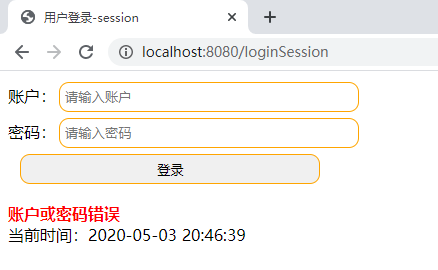 用户登录-session
localhost:8080/loginSession
账户： 请输入账户
密码： 请输入密码
登录
账户或密码错误
当前时间：2020-05-03 20:46:39